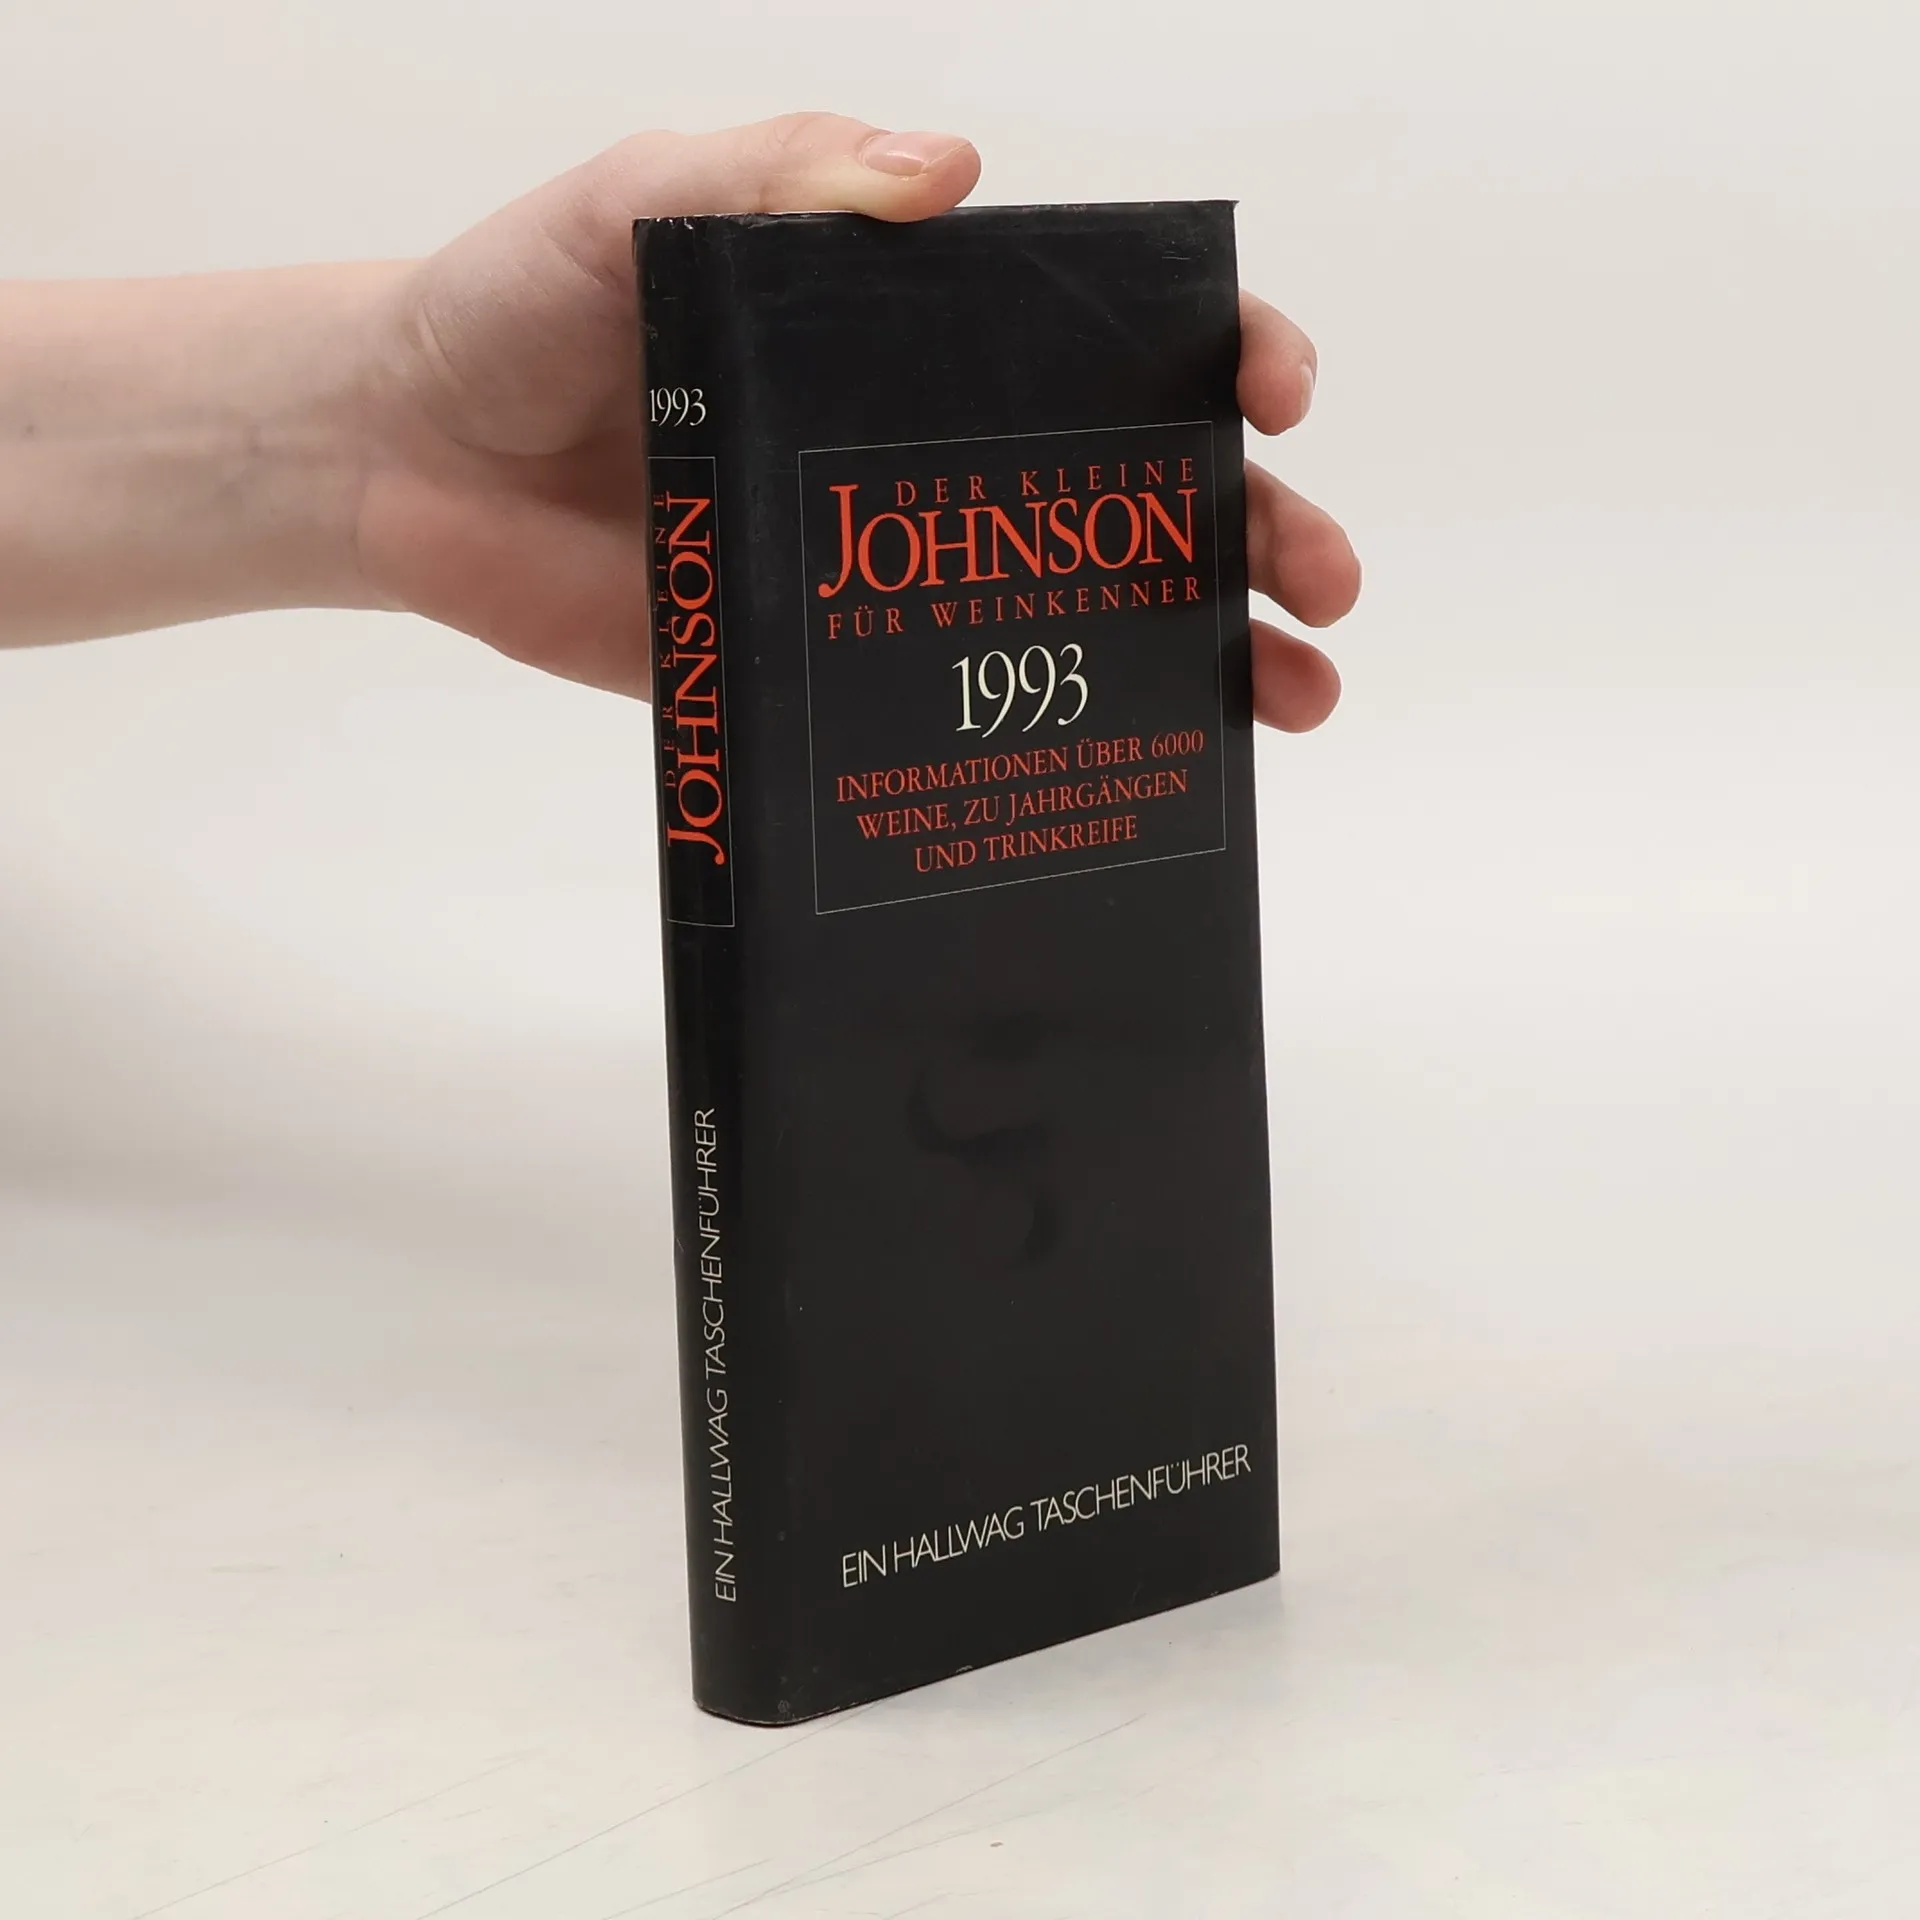 1993
DER KLEINE
JOHNSON
EIN HALLWAG TASCHENFÜHRER
DER KLEINE
JOHNSON
FÜR WEINKENNER
1993
INFORMATIONEN ÜBER 6000
WEINE, ZU JAHRGÄNGEN
UND TRINKREIFE
EIN HALLWAG TASCHENFÜHRER